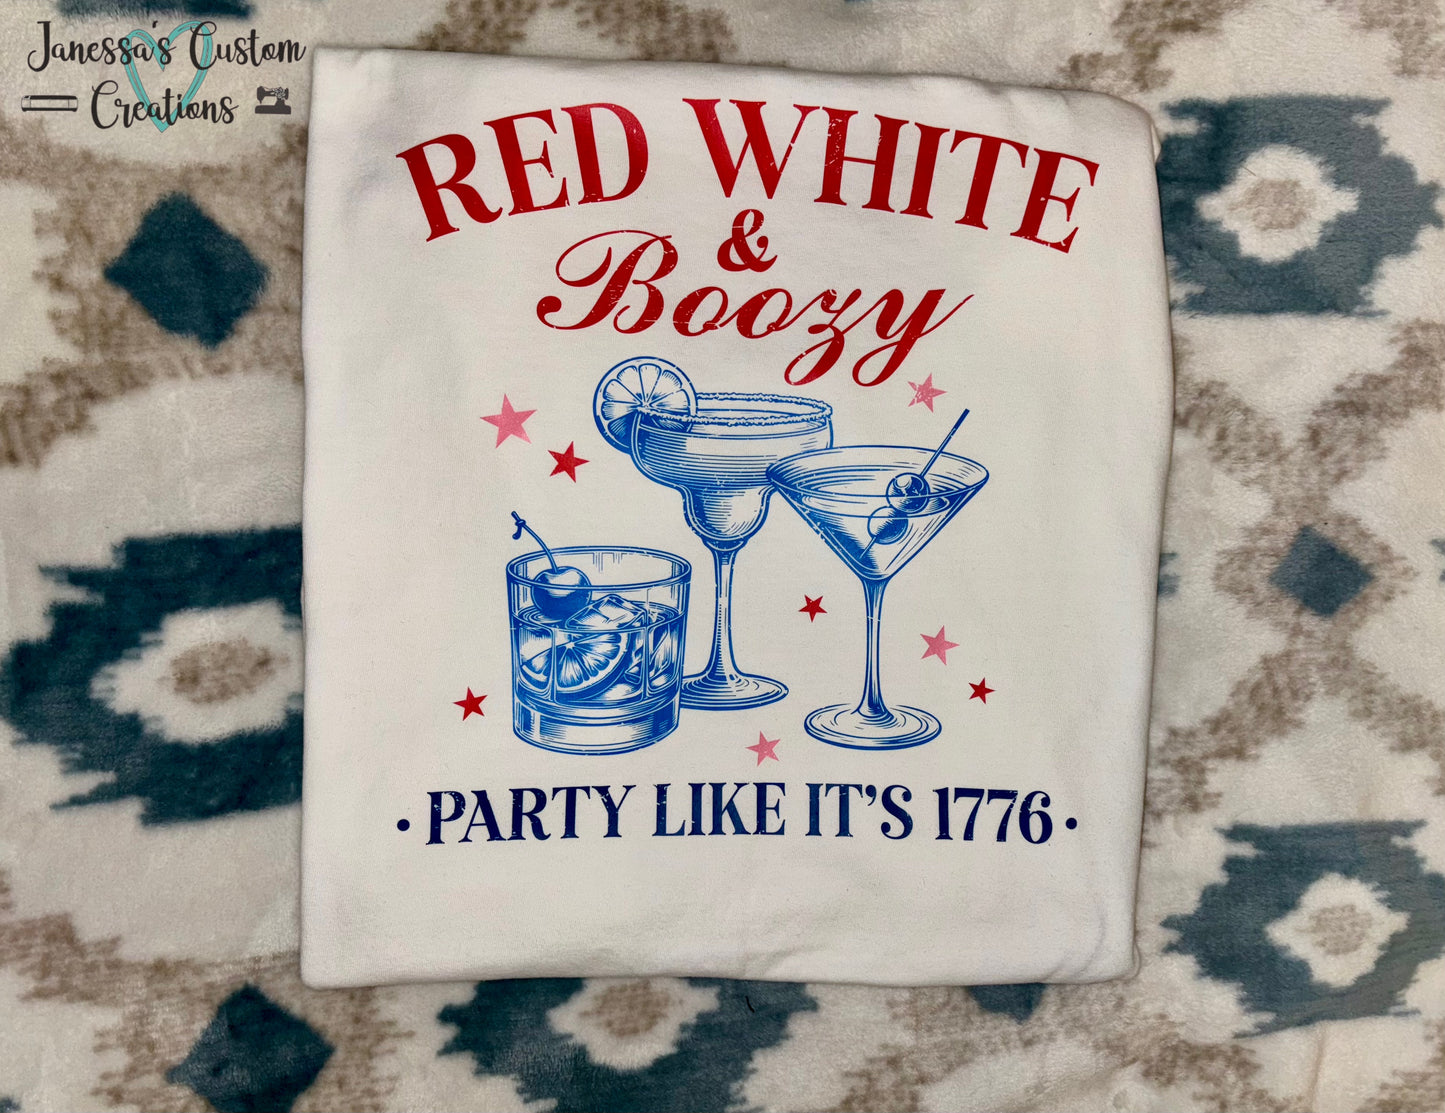 Janessa's Custom
Creations
RED WHITE
&
Boozy
• PARTY LIKE IT'S 1776 •